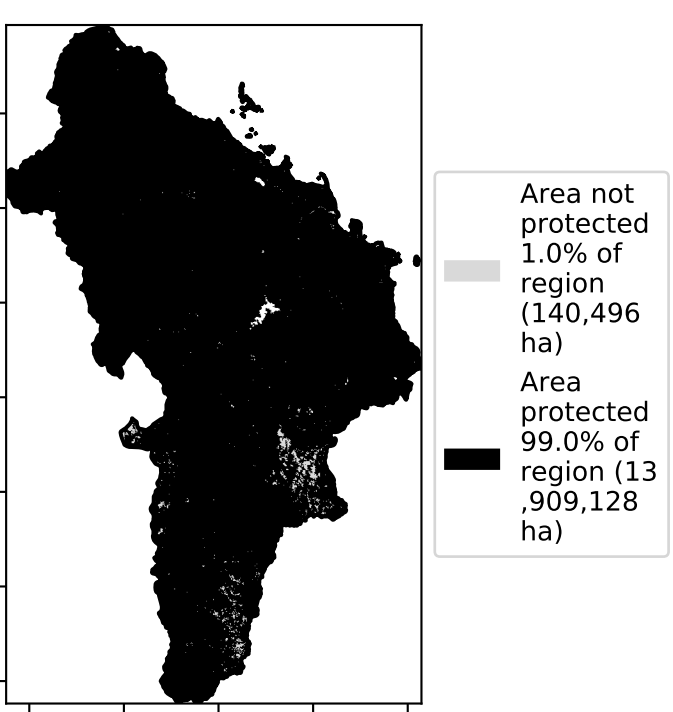 Area not
protected
1.0% of
region
(140,496
ha)
Area
protected
99.0% of
region (13
,909,128
ha)